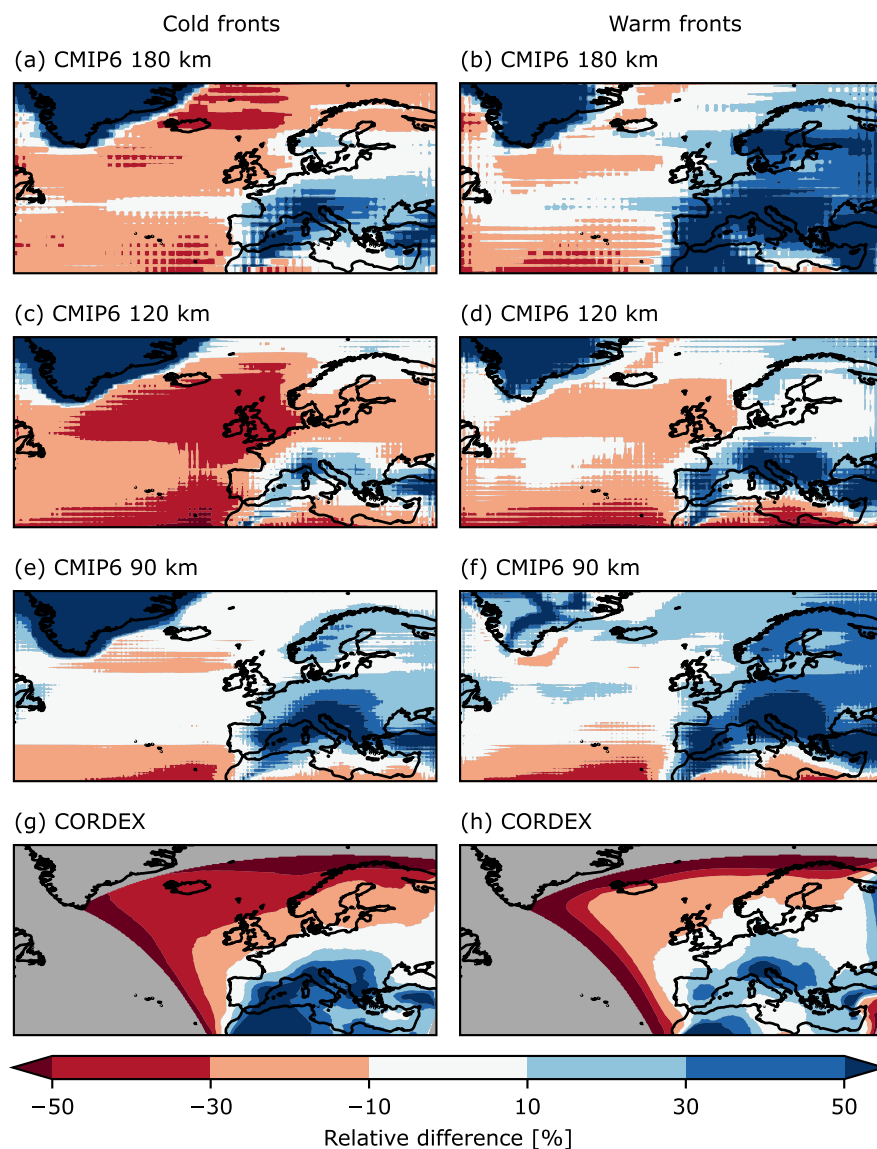 Cold fronts
Warm fronts
(a) CMIP6 180 km
(b) CMIP6 180 km
(c) CMIP6 120 km
(d) CMIP6 120 km
(e) CMIP6 90 km
(f) CMIP6 90 km
(g) CORDEX
(h) CORDEX
−50 −30 −10 10 30 50
Relative difference [%]